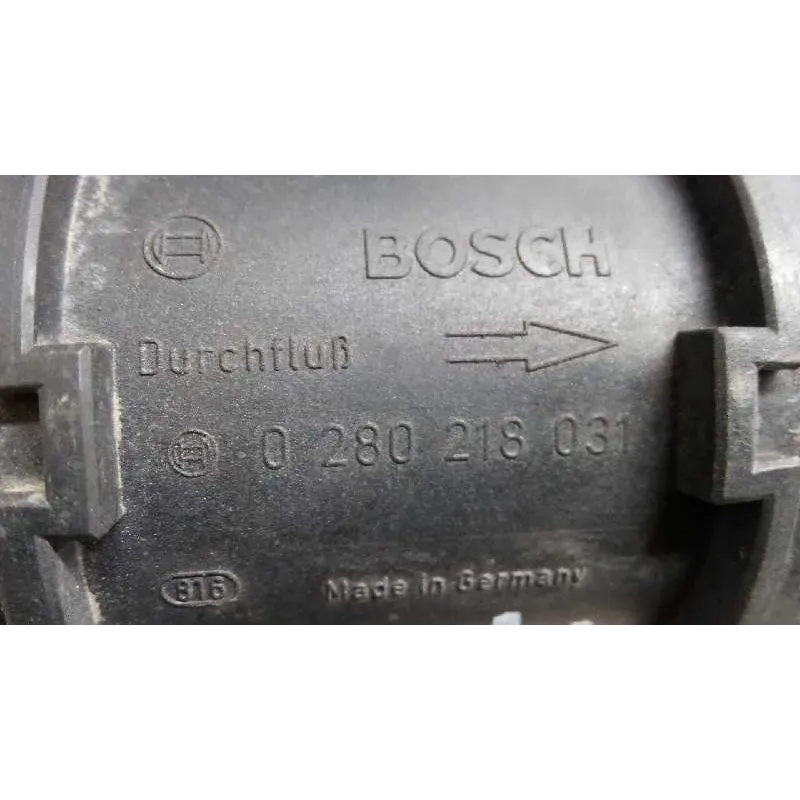 BOSCH
Durchfluß
0 280 218 031
816
Made in Germany